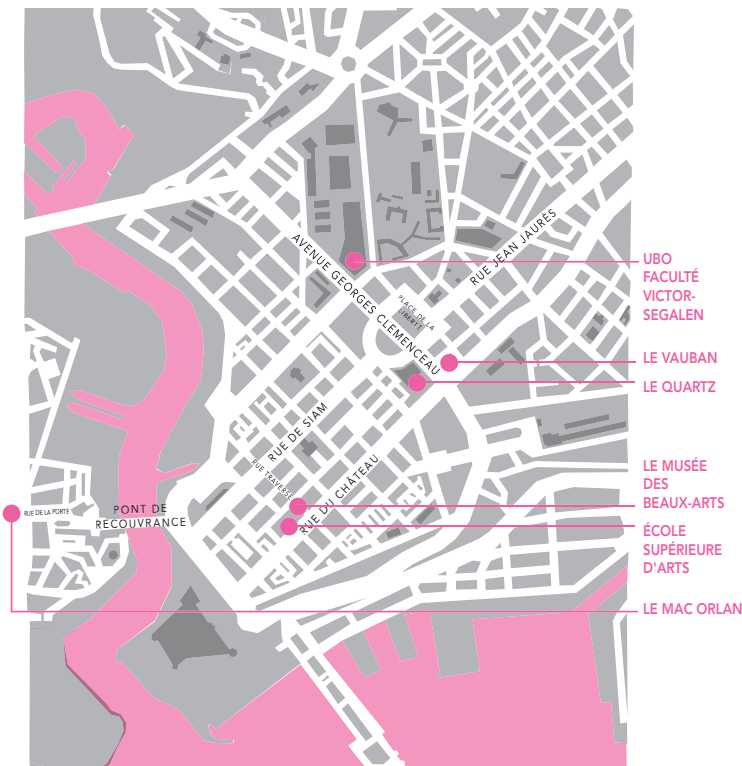 AVENUE GEORGES CLEMENCEAU
RUE JEAN JAURÈS
PLACE DE LA
LIBERTÉ
RUE DE SIAM
RUE TRAVERSE
RUE DU CHÂTEAU
RUE DE LA PORTE
PONT DE
RECOUVRANCE
UBO
FACULTÉ
VICTOR-
SEGALEN
LE VAUBAN
LE QUARTZ
LE MUSÉE
DES
BEAUX-ARTS
ÉCOLE
SUPÉRIEURE
D'ARTS
LE MAC ORLAN